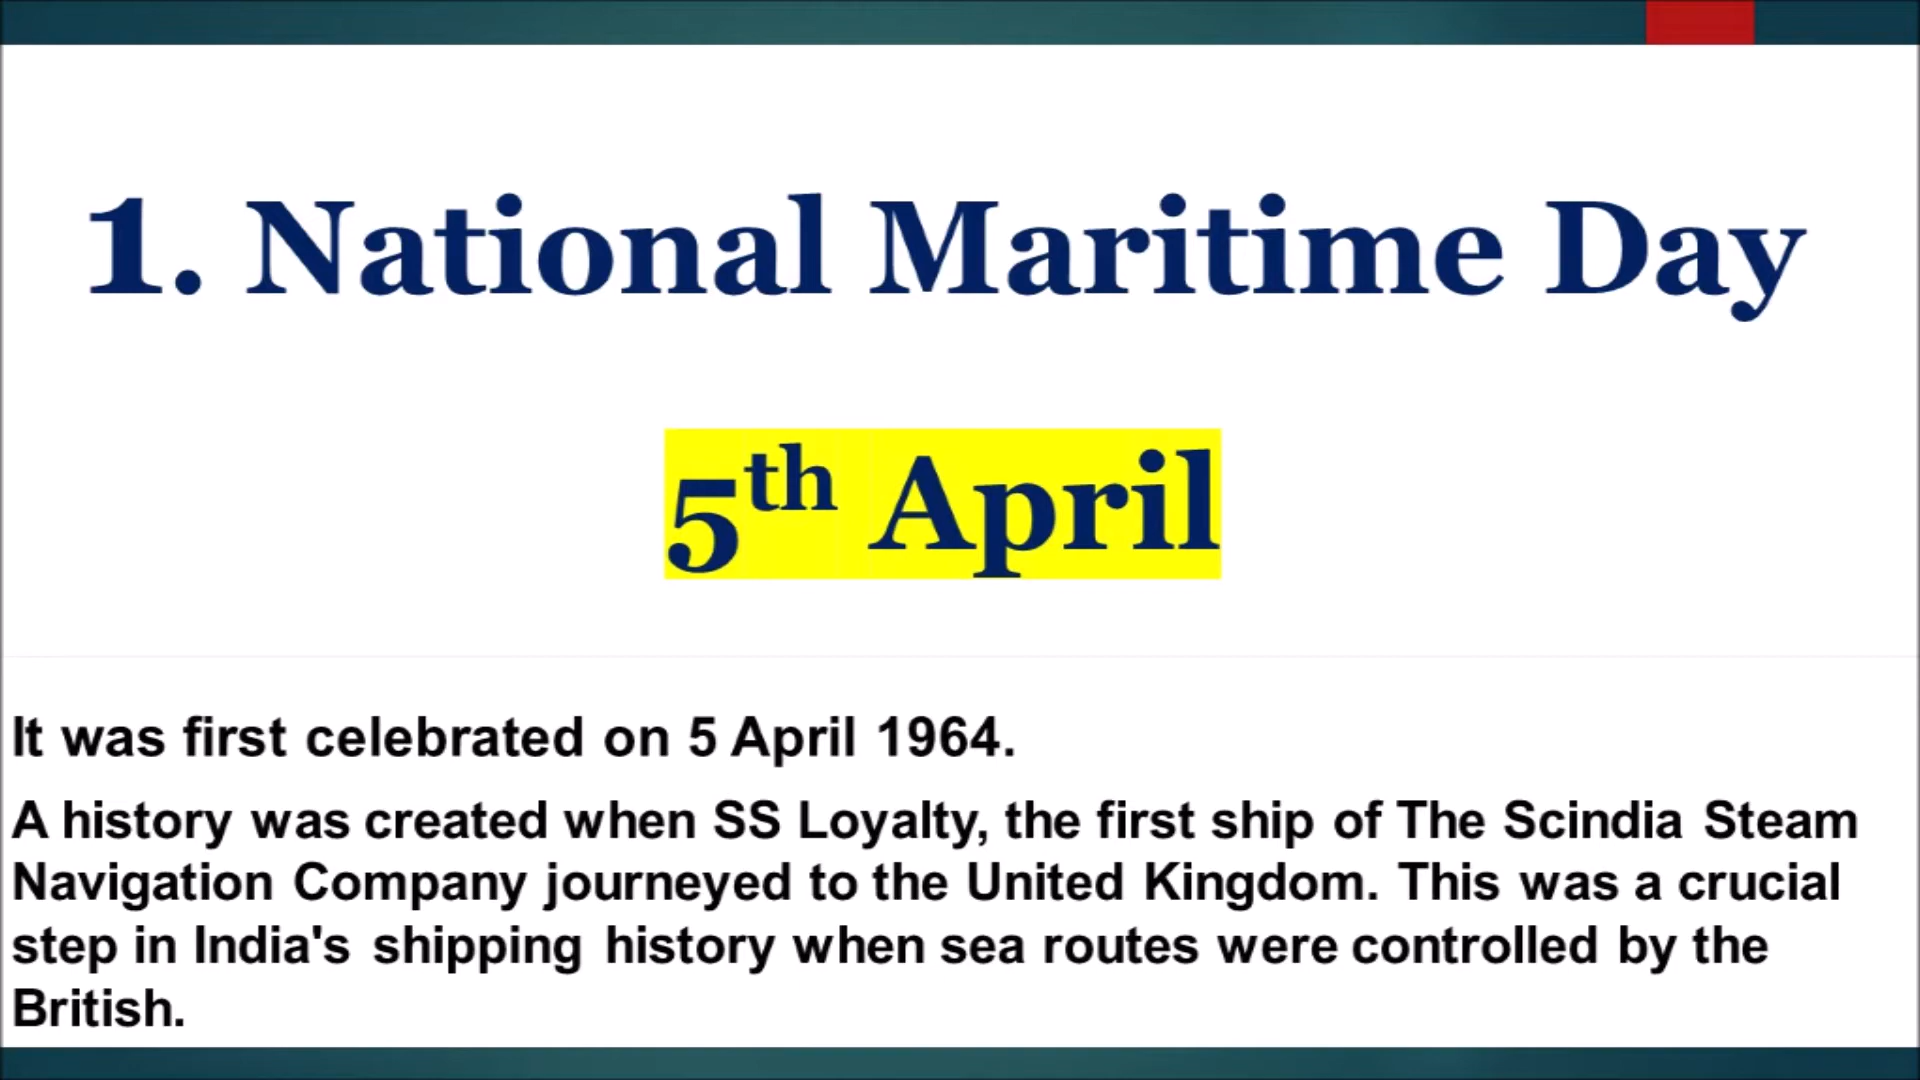 1. National Maritime Day
5th April
It was first celebrated on 5 April 1964.
A history was created when SS Loyalty, the first ship of The Scindia Steam
Navigation Company journeyed to the United Kingdom. This was a crucial
step in India's shipping history when sea routes were controlled by the
British.